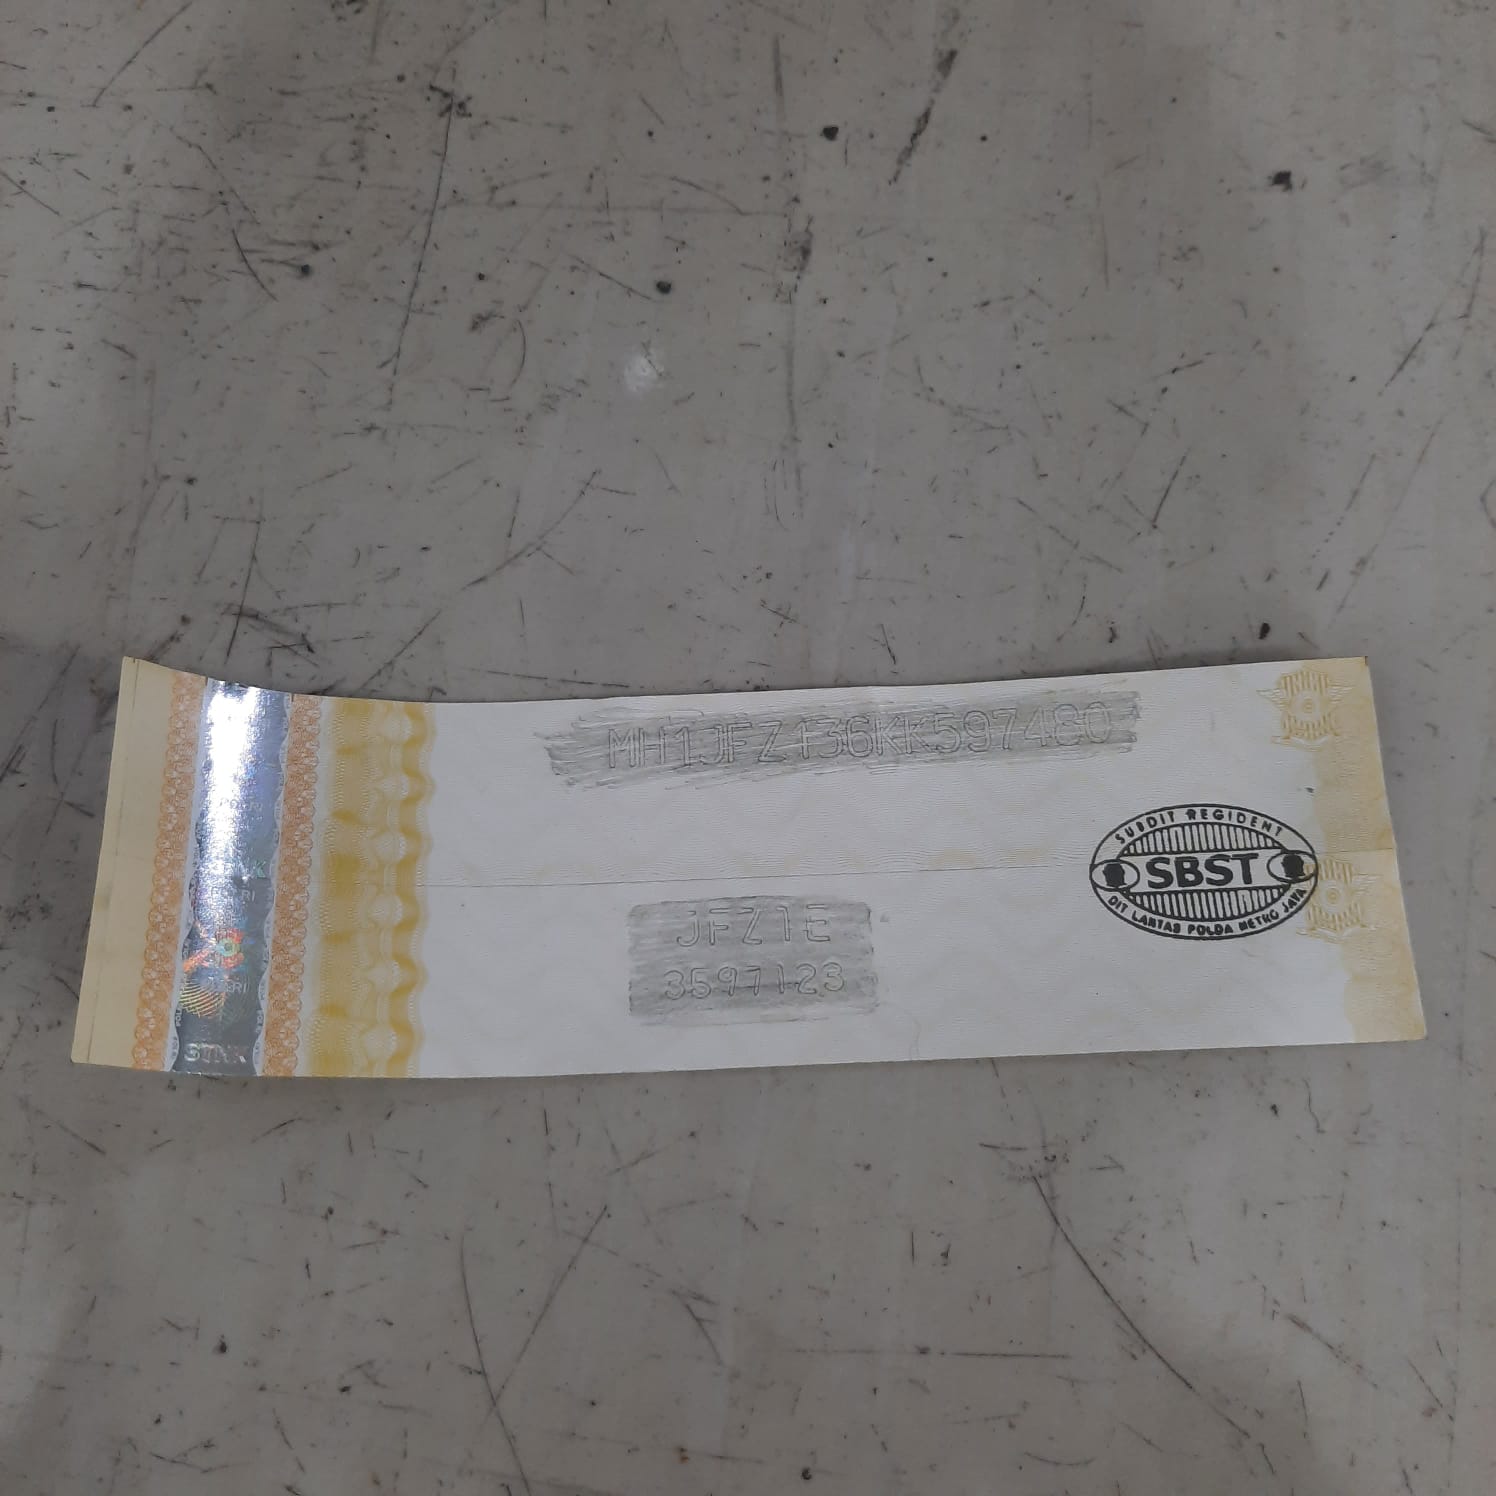 MH1JFZ136KK597480
SUBDIT REGIDENT
SBST
DIT LANTAS POLDA METRO JAYA
JFZ1E
3597123
STNK